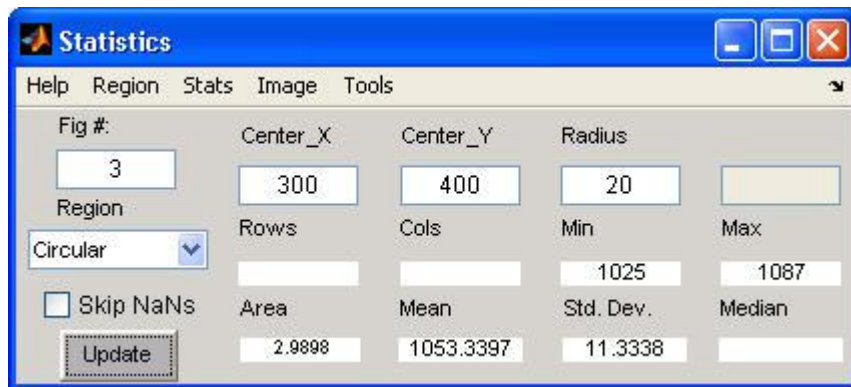 Statistics
Help Region Stats Image Tools
Fig #:
3
Region
Circular
Skip NaNs
Update
Center_X Center_Y Radius
300 400 20
Rows Cols Min Max
1025 1087
Area Mean Std. Dev. Median
2.9898 1053.3397 11.3338